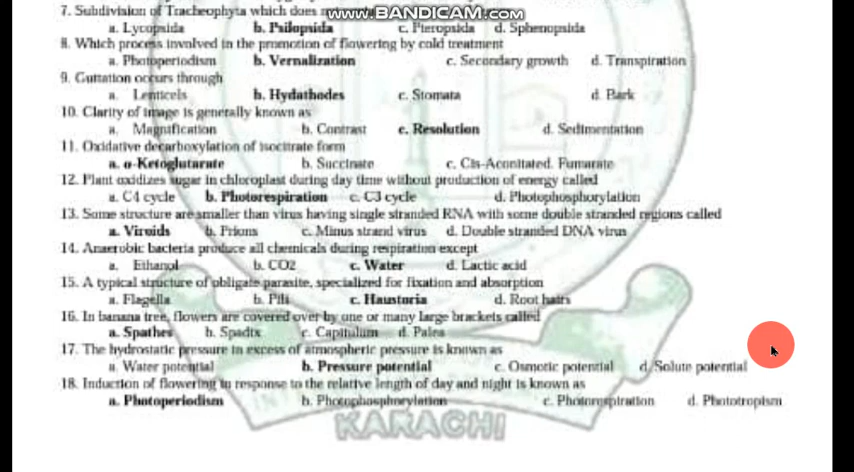 www.BANDICAM.com
7. Subdivision of Tracheophyta which does
a. Lycopsida b. Psilopsida c. Pteropsida d. Sphenopsida
8. Which process involved in the promotion of flowering by cold treatment
a. Photoperiodism b. Vernalization c. Secondary growth d. Transpiration
9. Guttation occurs through
a. Lenticels b. Hydathodes c. Stomata d. Bark
10. Clarity of image is generally known as
a. Magnification b. Contrast c. Resolution d. Sedimentation
11. Oxidative decarboxylation of isocitrate form
a. α-Ketoglutarate b. Succinate c. Cis-Aconitated. Fumarate
12. Plant oxidizes sugar in chloroplast during day time without production of energy called
a. C4 cycle b. Photorespiration c. C3 cycle d. Photophosphorylation
13. Some structure are smaller than virus having single stranded RNA with some double stranded regions called
a. Viroids b. Prions c. Minus strand virus d. Double stranded DNA virus
14. Anaerobic bacteria produce all chemicals during respiration except
a. Ethanol b. CO2 c. Water d. Lactic acid
15. A typical structure of obligate parasite, specialized for fixation and absorption
a. Flagella b. Pili c. Haustoria d. Root hairs
16. In banana tree, flowers are covered over by one or many large brackets called
a. Spathes b. Spadix c. Capitulum d. Palea
17. The hydrostatic pressure in excess of atmospheric pressure is known as
a. Water potential b. Pressure potential c. Osmotic potential d. Solute potential
18. Induction of flowering in response to the relative length of day and night is known as
a. Photoperiodism b. Photophosphorylation c. Photorespiration d. Phototropism
KARACHI